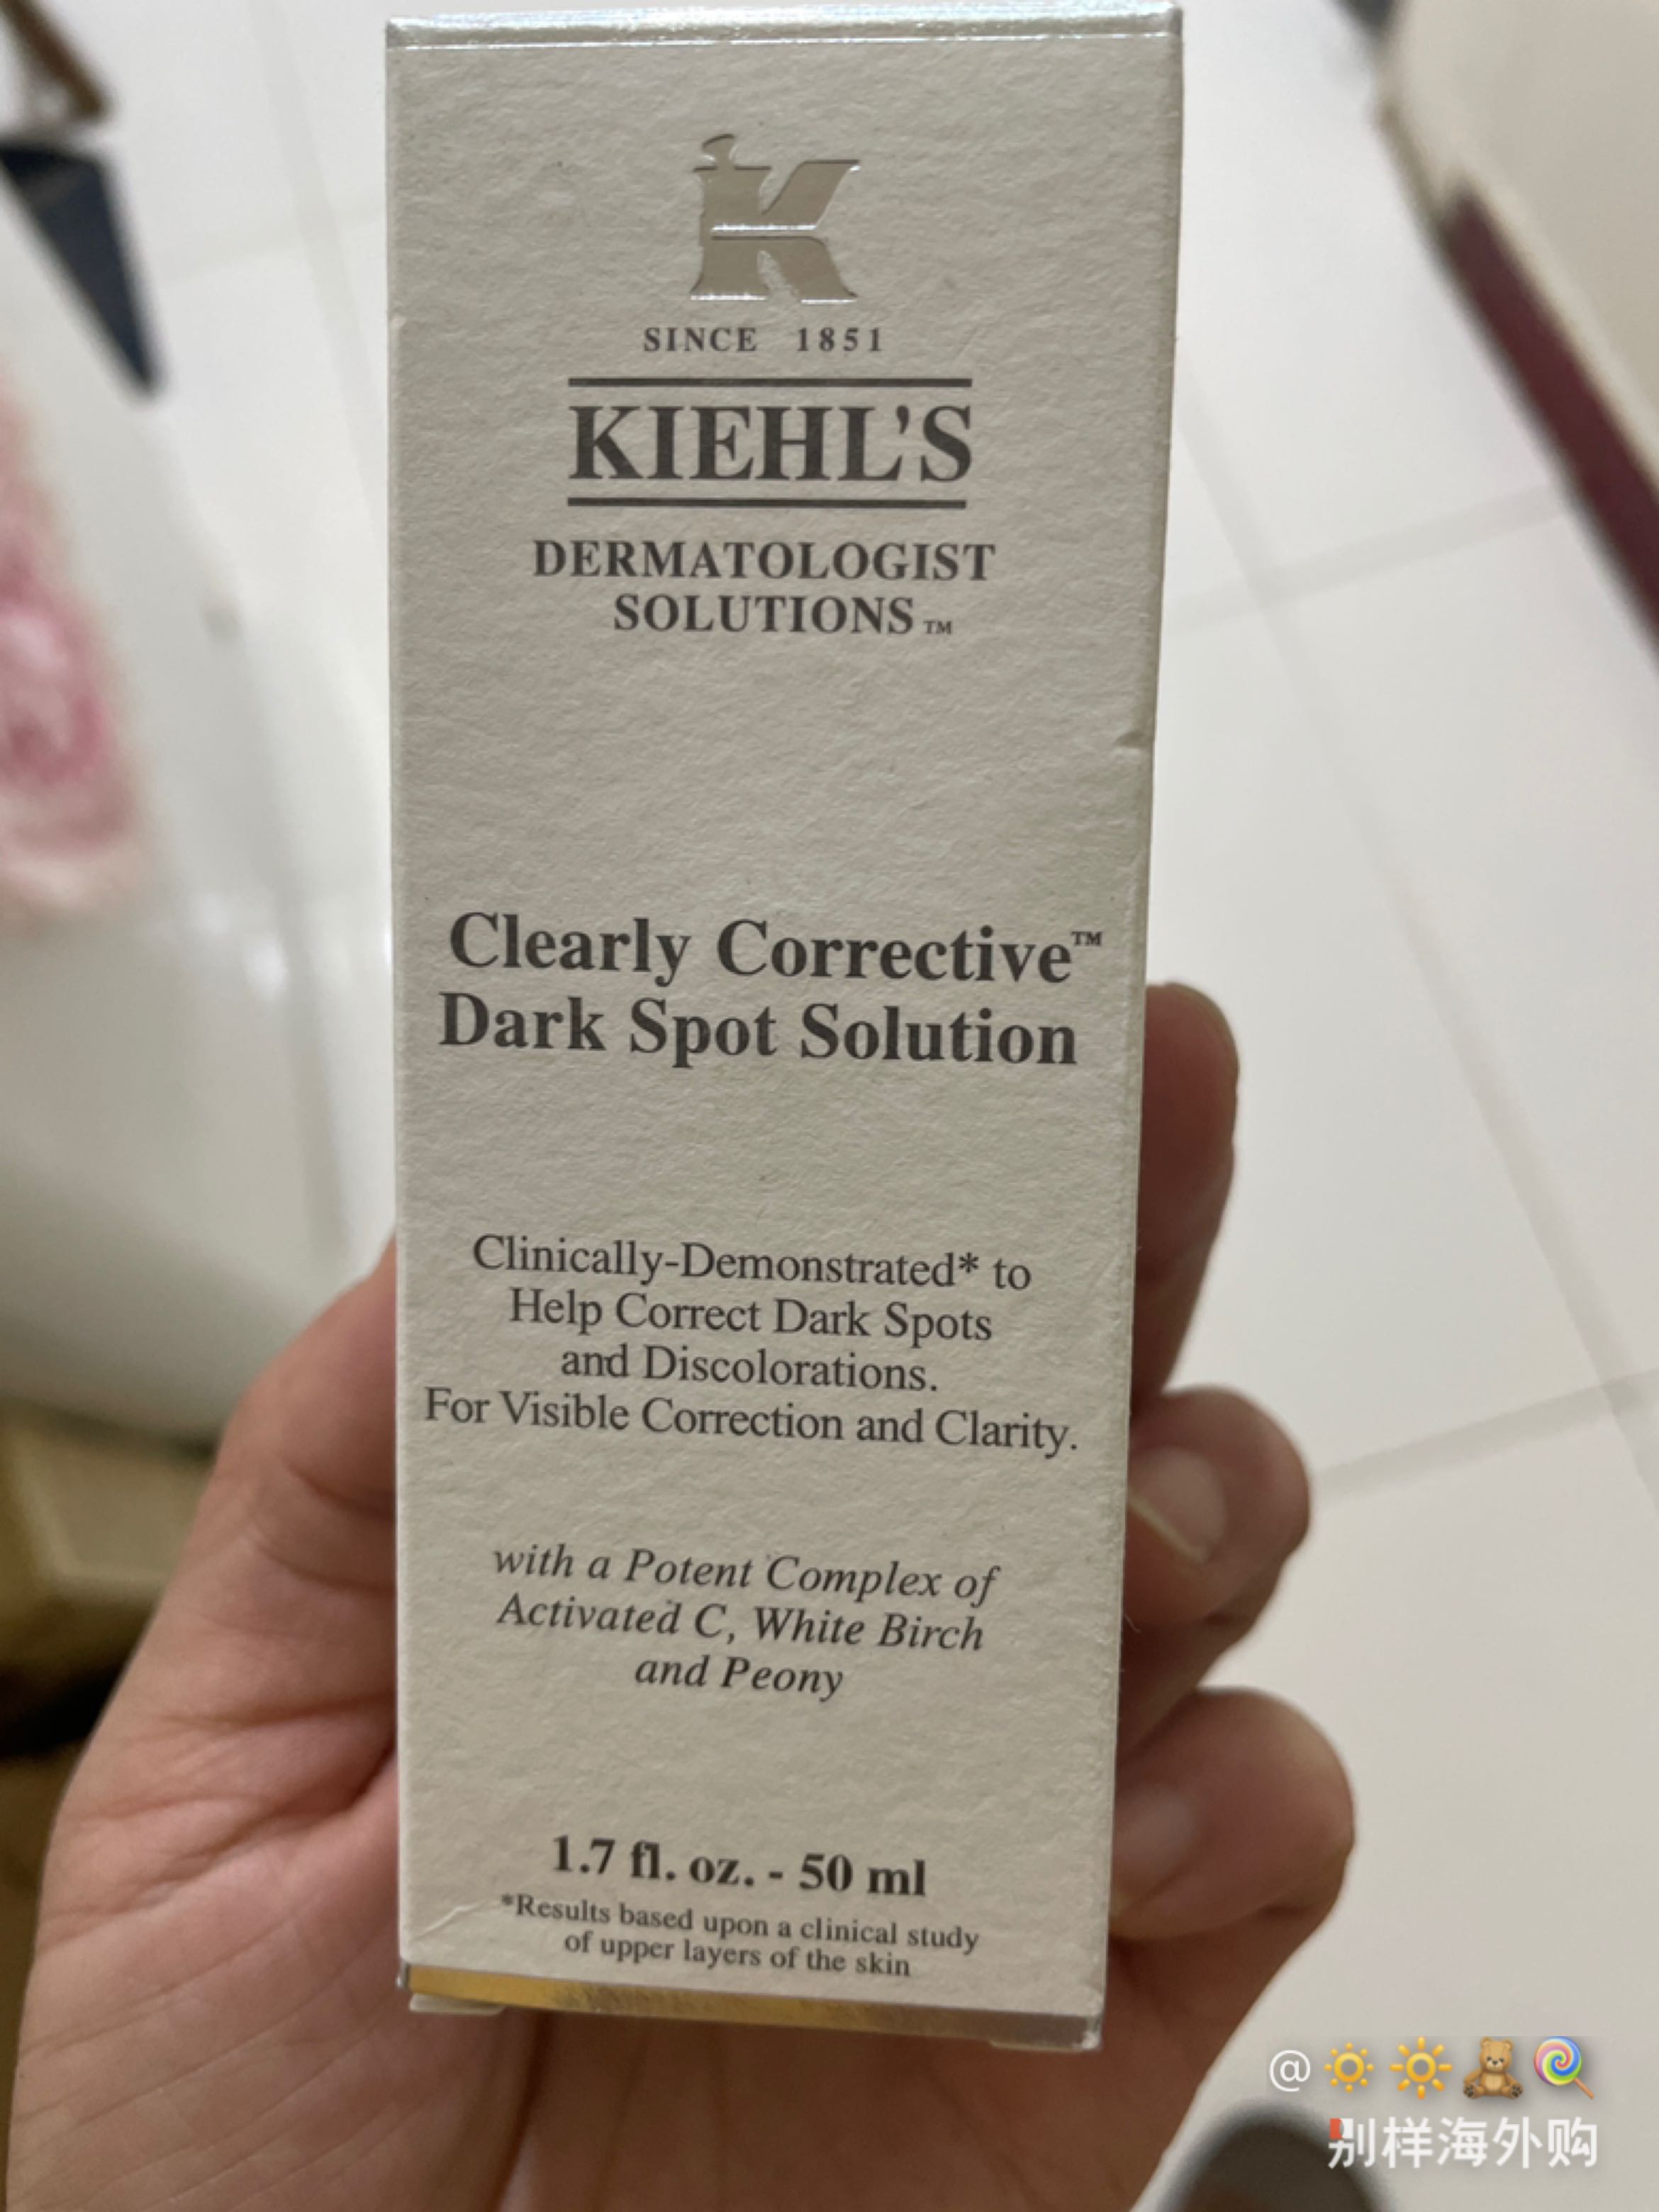 K
SINCE 1851
KIEHL'S
DERMATOLOGIST
SOLUTIONS™
Clearly Corrective™
Dark Spot Solution
Clinically-Demonstrated* to
Help Correct Dark Spots
and Discolorations.
For Visible Correction and Clarity.
with a Potent Complex of
Activated C, White Birch
and Peony
1.7 fl. oz. - 50 ml
*Results based upon a clinical study
of upper layers of the skin
@🔅☀️🧸🍭
别样海外购